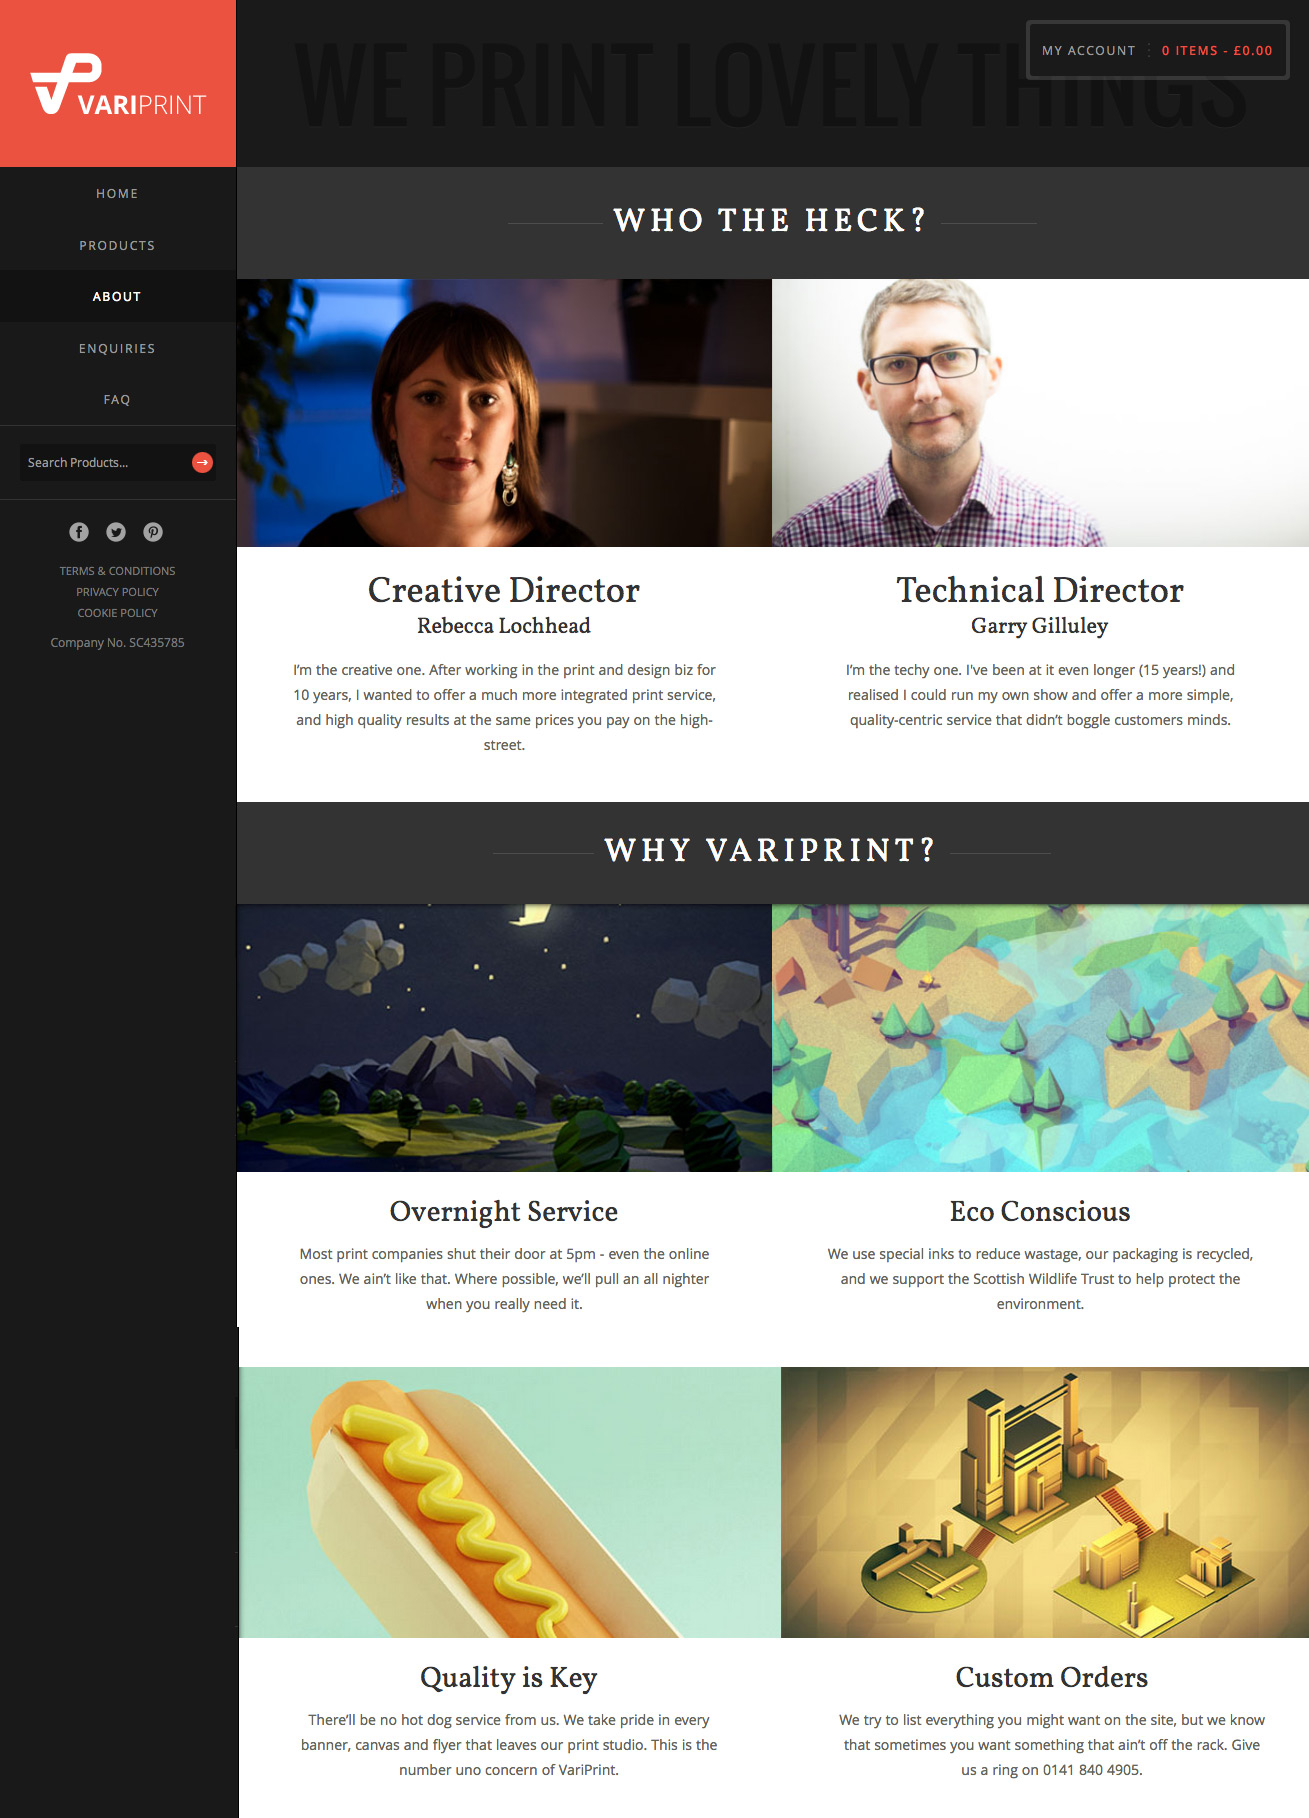 VARIPRINT
HOME
PRODUCTS
ABOUT
ENQUIRIES
FAQ
Search Products...
TERMS & CONDITIONS
PRIVACY POLICY
COOKIE POLICY
Company No. SC435785
WE PRINT LOVELY THINGS
MY ACCOUNT 0 ITEMS - £0.00
WHO THE HECK?
Creative Director
Rebecca Lochhead
I'm the creative one. After working in the print and design biz for
10 years, I wanted to offer a much more integrated print service,
and high quality results at the same prices you pay on the high-
street.
Technical Director
Garry Gilluley
I'm the techy one. I've been at it even longer (15 years!) and
realised I could run my own show and offer a more simple,
quality-centric service that didn't boggle customers minds.
WHY VARIPRINT?
Overnight Service
Most print companies shut their door at 5pm - even the online
ones. We ain't like that. Where possible, we'll pull an all nighter
when you really need it.
Eco Conscious
We use special inks to reduce wastage, our packaging is recycled,
and we support the Scottish Wildlife Trust to help protect the
environment.
Quality is Key
There'll be no hot dog service from us. We take pride in every
banner, canvas and flyer that leaves our print studio. This is the
number uno concern of VariPrint.
Custom Orders
We try to list everything you might want on the site, but we know
that sometimes you want something that ain't off the rack. Give
us a ring on 0141 840 4905.